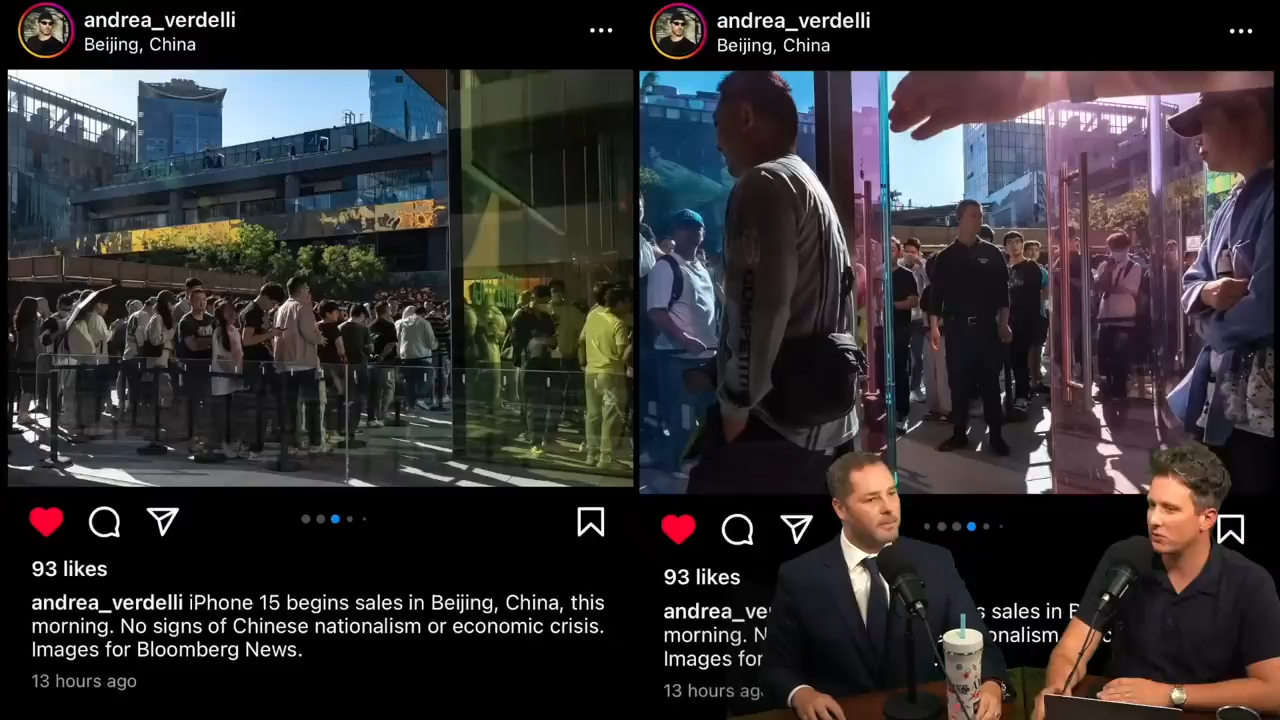 andrea_verdelli
Beijing, China
93 likes
andrea_verdelli iPhone 15 begins sales in Beijing, China, this
morning. No signs of Chinese nationalism or economic crisis.
Images for Bloomberg News.
13 hours ago
andrea_verdelli
Beijing, China
COMPETITI
93 likes
andrea_ve s sales in B
morning. N onalism
Images for
13 hours ag